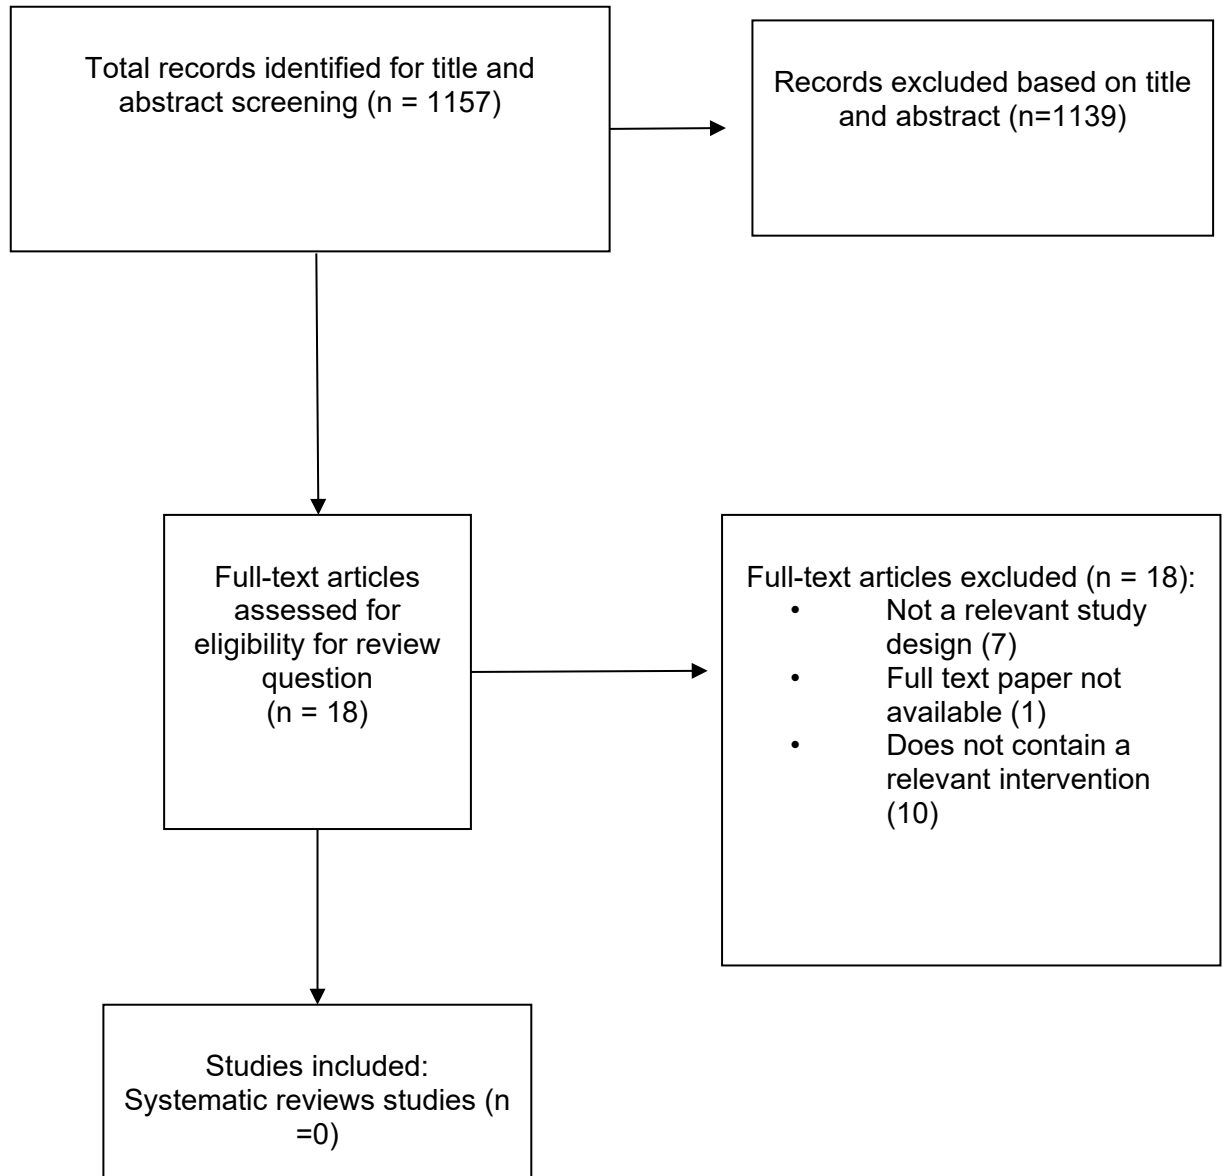 Total records identified for title and
abstract screening (n = 1157)
Records excluded based on title
and abstract (n=1139)
Full-text articles
assessed for
eligibility for review
question
(n = 18)
Full-text articles excluded (n = 18):
• Not a relevant study
design (7)
• Full text paper not
available (1)
• Does not contain a
relevant intervention
(10)
Studies included:
Systematic reviews studies (n
=0)